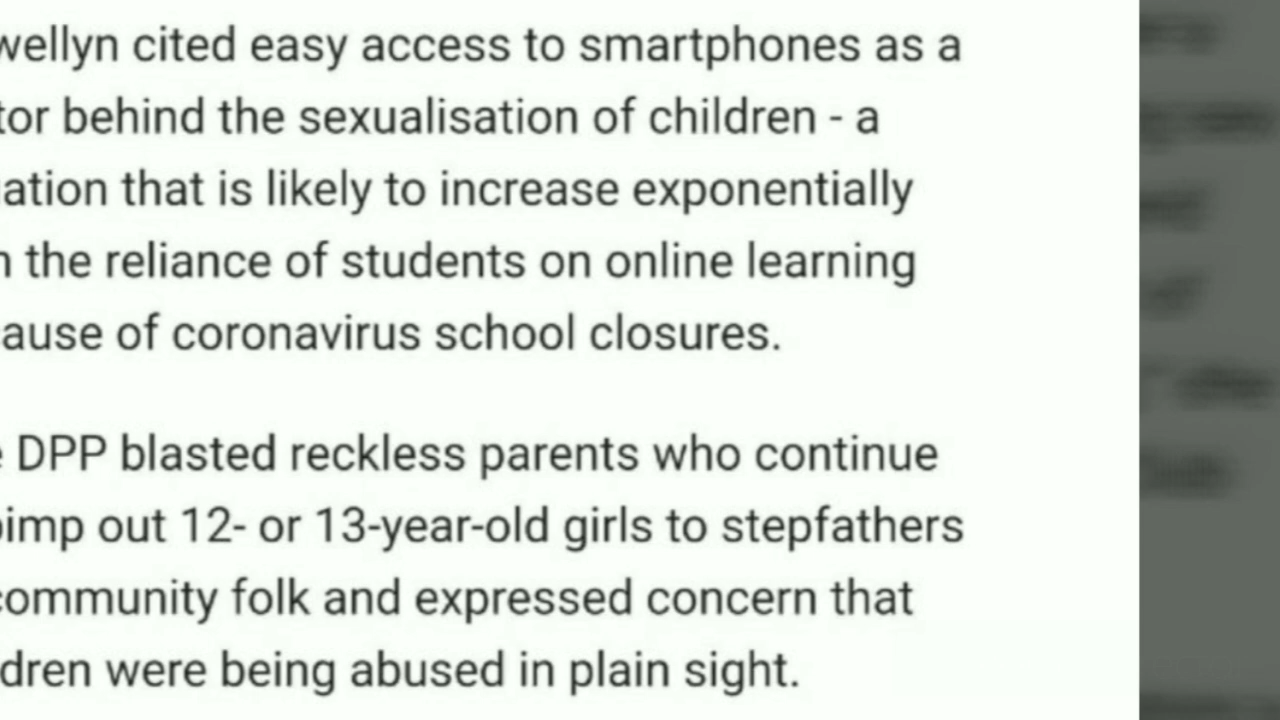 wellyn cited easy access to smartphones as a
tor behind the sexualisation of children - a
ation that is likely to increase exponentially
the reliance of students on online learning
ause of coronavirus school closures.
DPP blasted reckless parents who continue
pimp out 12- or 13-year-old girls to stepfathers
community folk and expressed concern that
dren were being abused in plain sight.